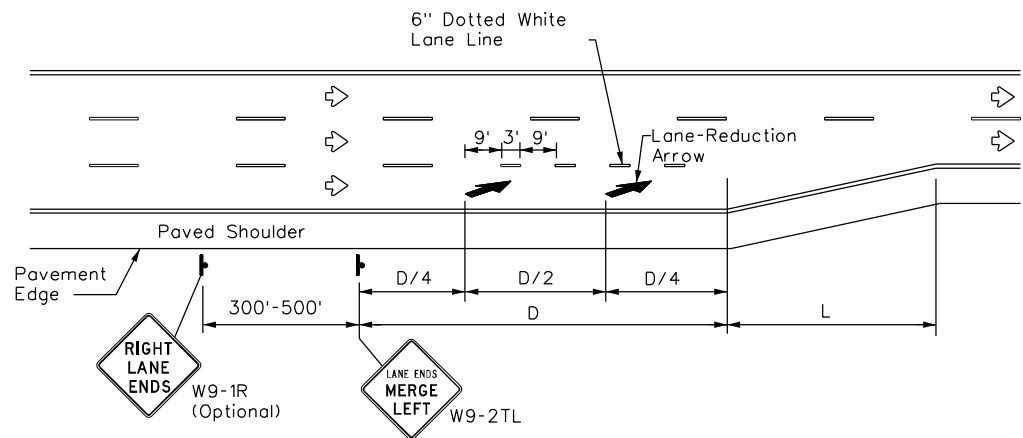 6" Dotted White
Lane Line
9' 3' 9'
Lane-Reduction
Arrow
Paved Shoulder
Pavement
Edge
D/4 D/2 D/4
300'-500' D L
RIGHT
LANE
ENDS
W9-1R
(Optional)
LANE ENDS
MERGE
LEFT
W9-2TL